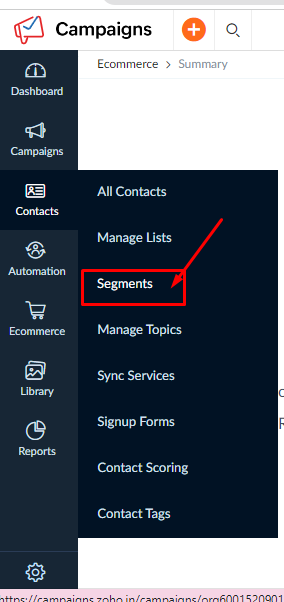 Campaigns
Ecommerce > Summary
Dashboard
Campaigns
Contacts
Automation
Ecommerce
Library
Reports
All Contacts
Manage Lists
Segments
Manage Topics
Sync Services
Signup Forms
Contact Scoring
Contact Tags
https://campaigns.zoho.in/campaigns/org6001520901